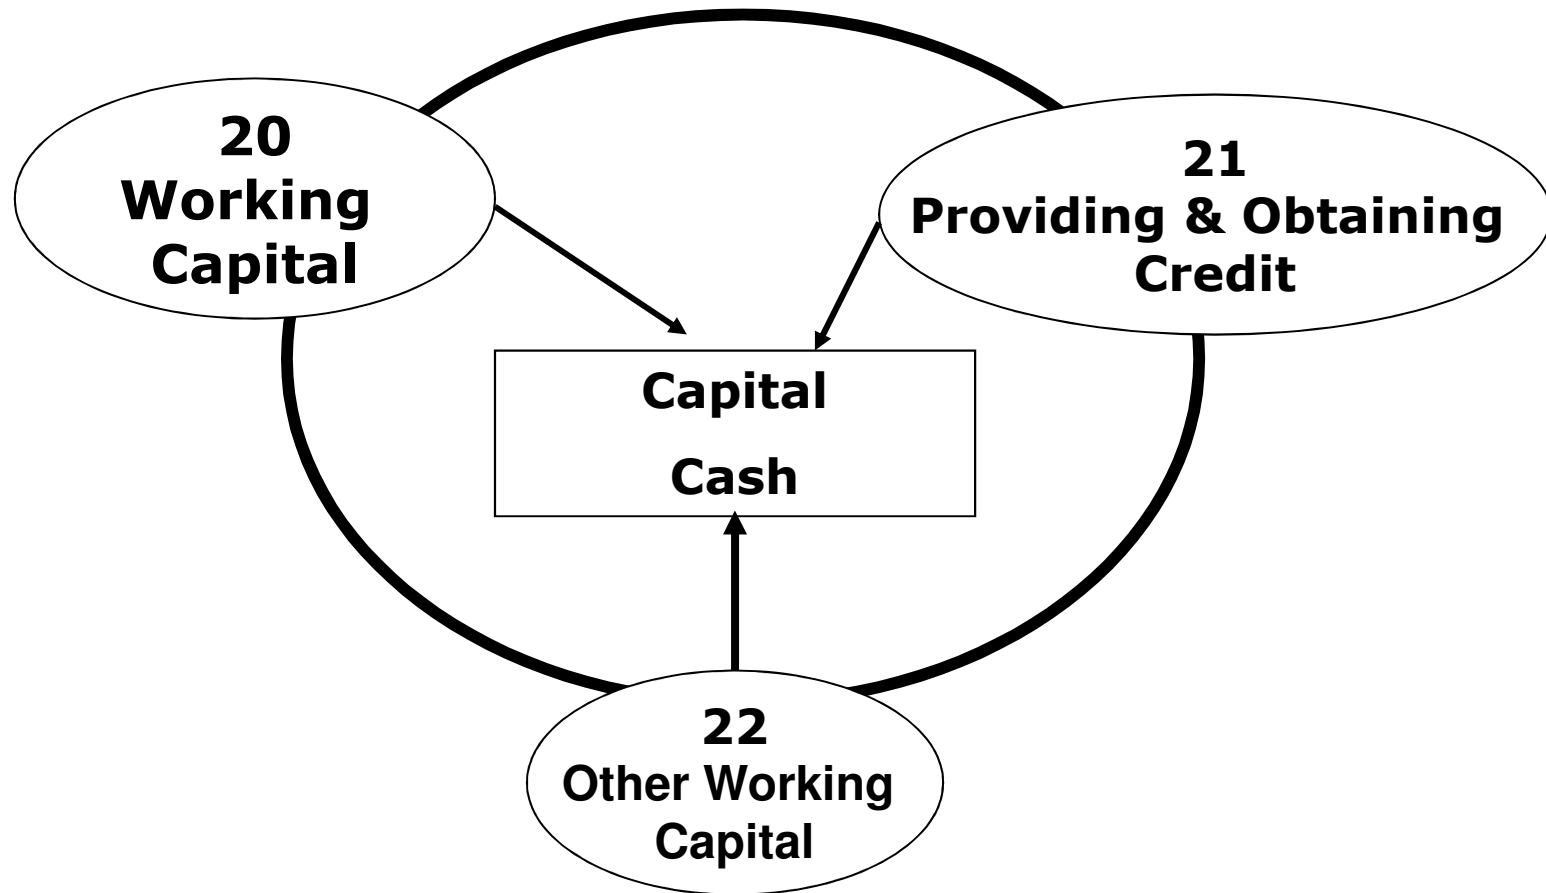 20
Working
Capital
21
Providing & Obtaining
Credit
Capital
Cash
22
Other Working
Capital